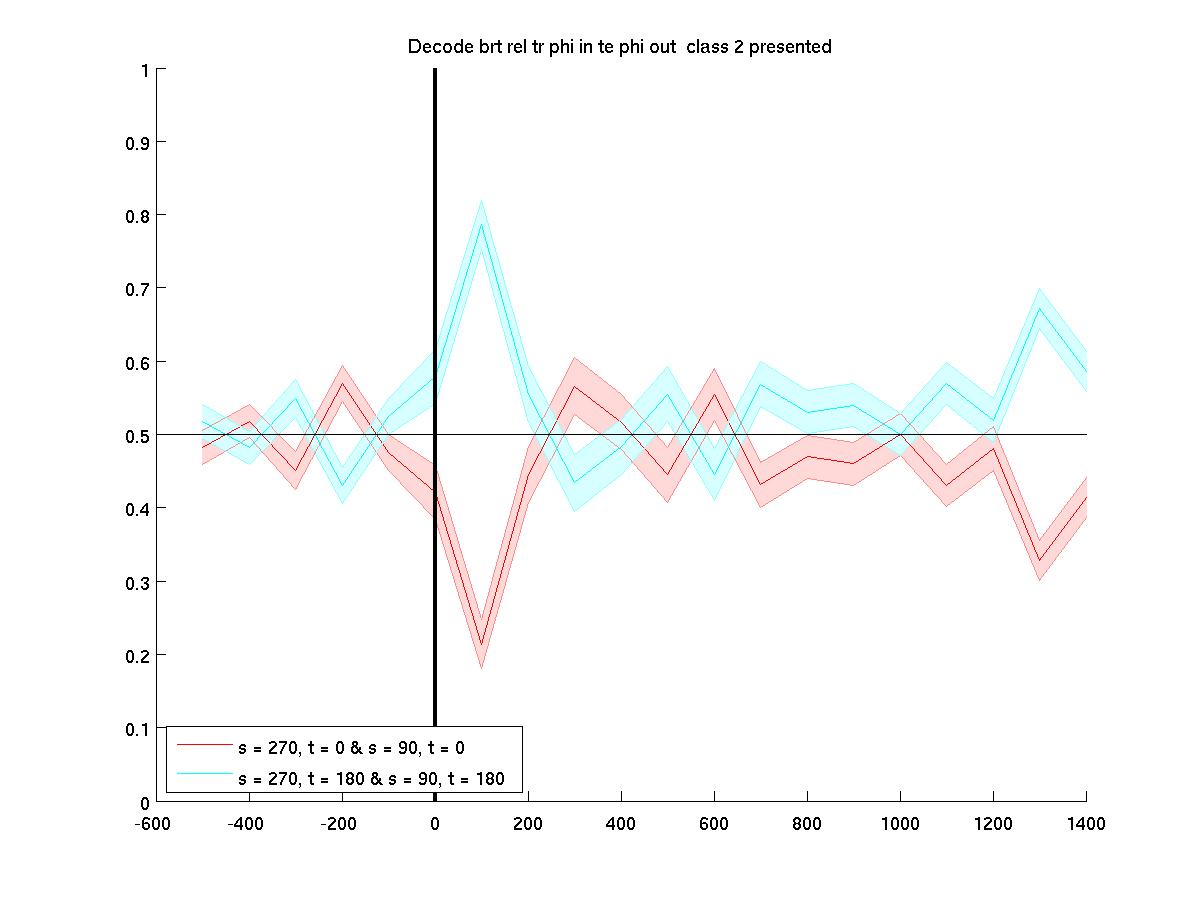 Decode brt rel tr phi in te phi out  class 2 presented
1
0.9
0.8
0.7
0.6
0.5
0.4
0.3
0.2
0.1
0
s = 270, t = 0 & s = 90, t = 0
s = 270, t = 180 & s = 90, t = 180
-600 -400 -200 0 200 400 600 800 1000 1200 1400